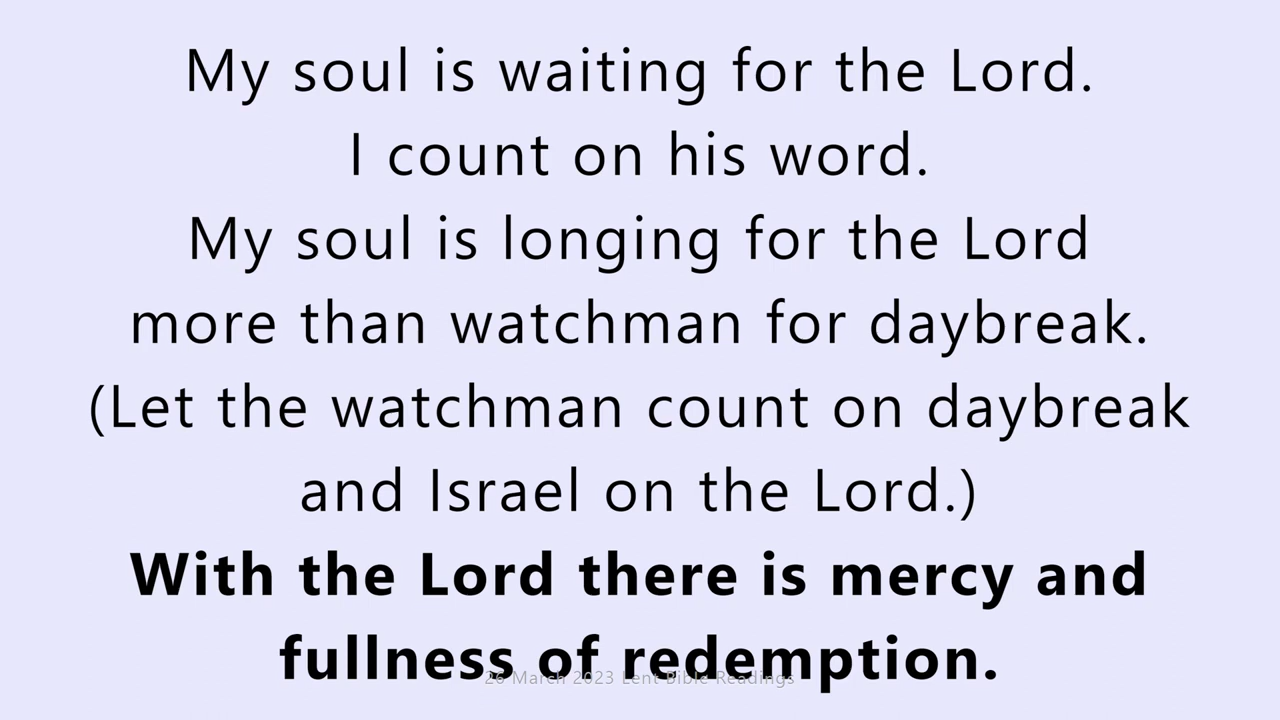 My soul is waiting for the Lord.
I count on his word.
My soul is longing for the Lord
more than watchman for daybreak.
(Let the watchman count on daybreak
and Israel on the Lord.)
With the Lord there is mercy and
fullness of redemption.
26 March 2023 Lent Bible Readings